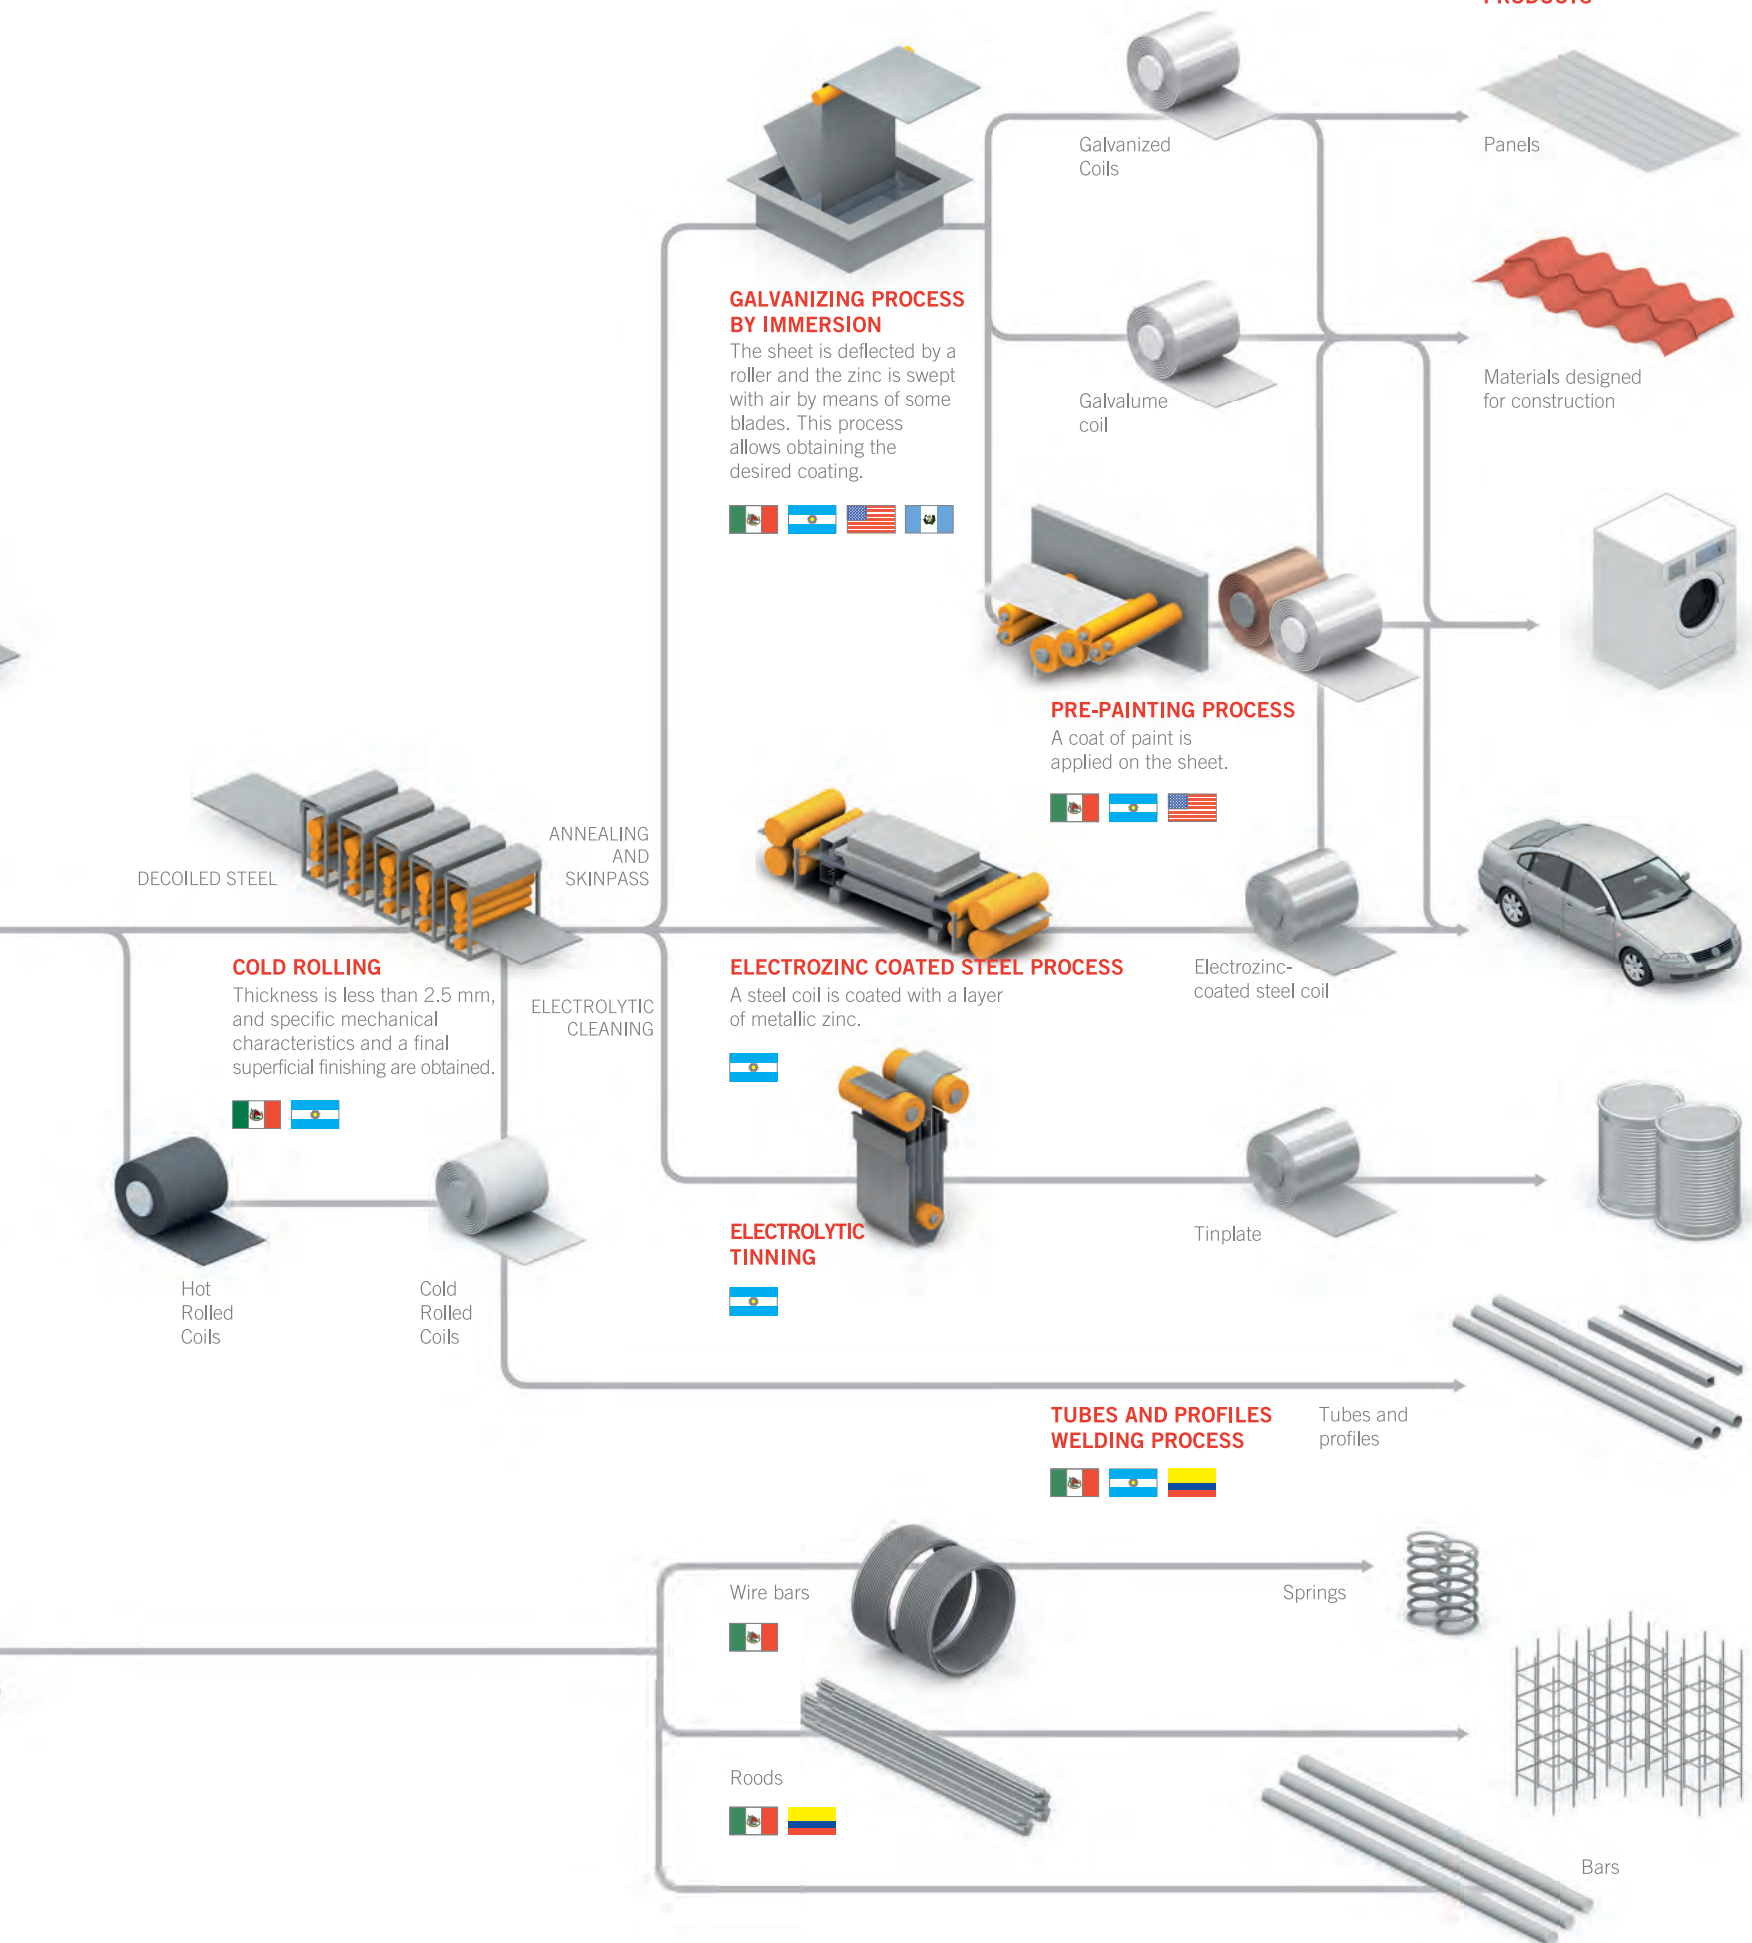 PRODUCTS
Galvanized
Coils
Panels
GALVANIZING PROCESS
BY IMMERSION
The sheet is deflected by a
roller and the zinc is swept
with air by means of some
blades. This process
allows obtaining the
desired coating.
Galvalume
coil
Materials designed
for construction
PRE-PAINTING PROCESS
A coat of paint is
applied on the sheet.
DECOILED STEEL
ANNEALING
AND
SKINPASS
COLD ROLLING
Thickness is less than 2.5 mm,
and specific mechanical
characteristics and a final
superficial finishing are obtained.
ELECTROLYTIC
CLEANING
ELECTROZINC COATED STEEL PROCESS
A steel coil is coated with a layer
of metallic zinc.
Electrozinc-
coated steel coil
Hot
Rolled
Coils
Cold
Rolled
Coils
ELECTROLYTIC
TINNING
Tinplate
TUBES AND PROFILES
WELDING PROCESS
Tubes and
profiles
Wire bars
Springs
Roods
Bars